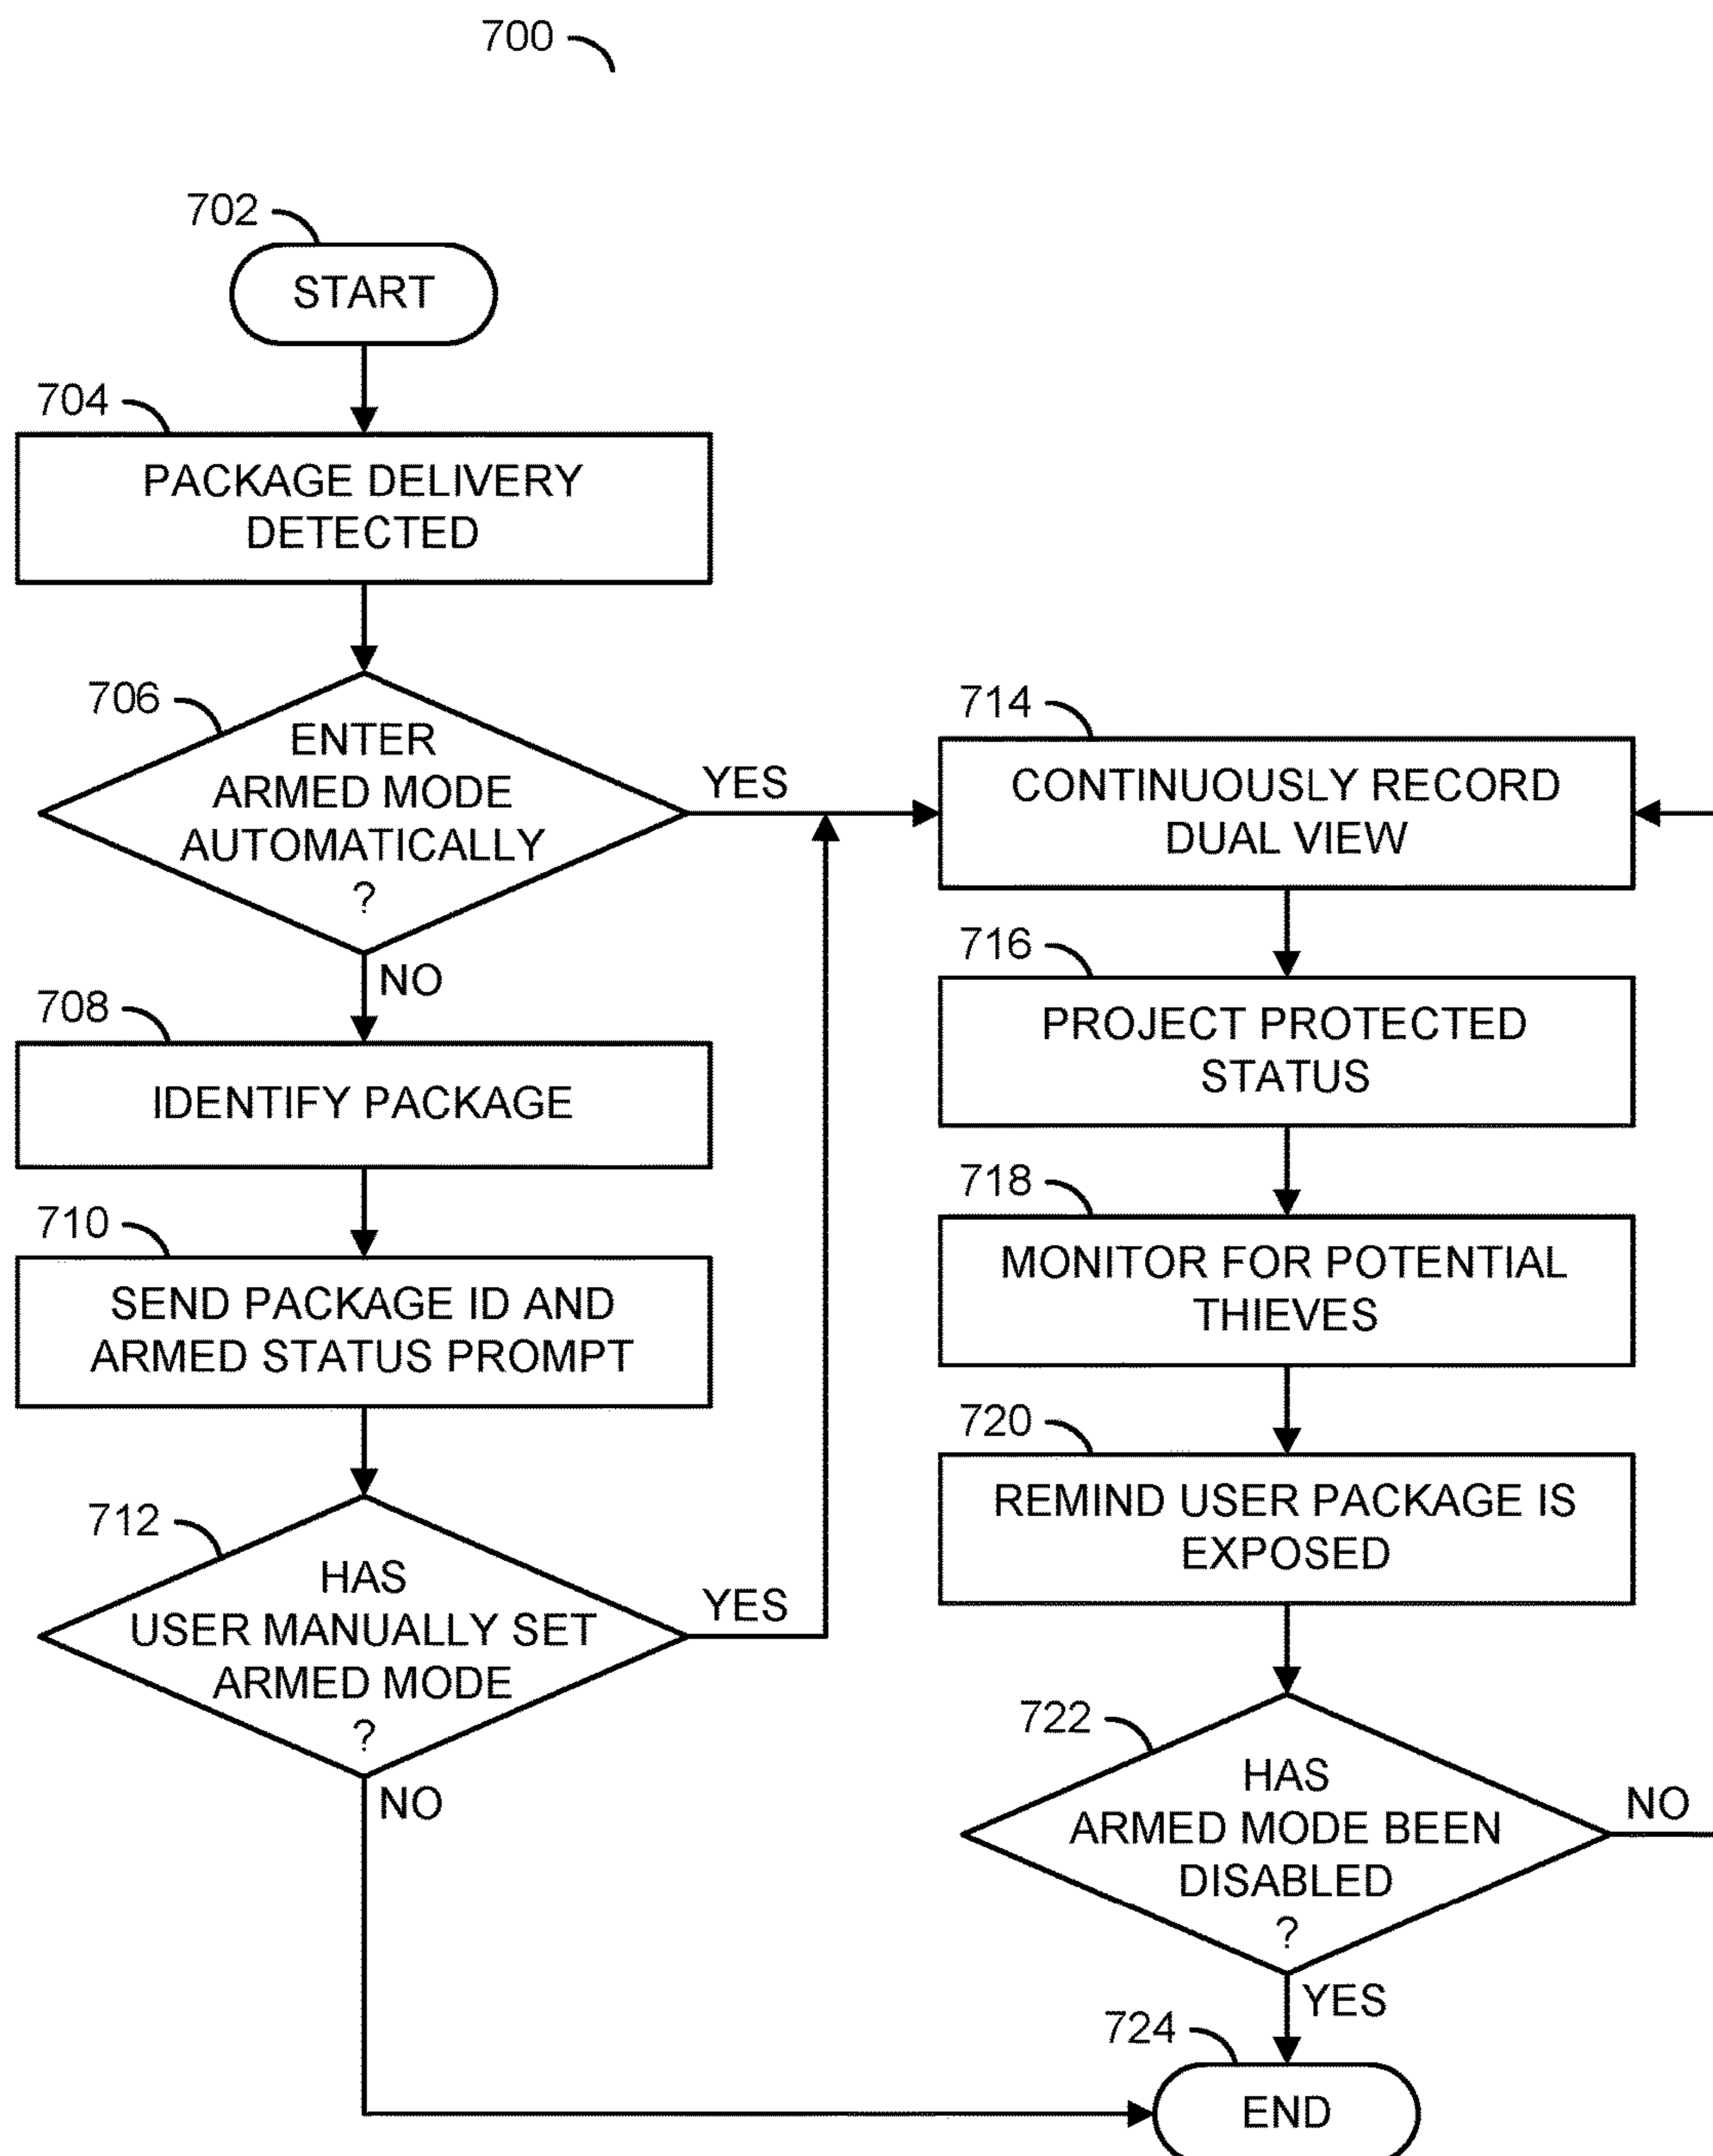 700
702
START
704
PACKAGE DELIVERY
DETECTED
706
ENTER
ARMED MODE
AUTOMATICALLY
?
YES
NO
708
IDENTIFY PACKAGE
710
SEND PACKAGE ID AND
ARMED STATUS PROMPT
712
HAS
USER MANUALLY SET
ARMED MODE
?
YES
NO
714
CONTINUOUSLY RECORD
DUAL VIEW
716
PROJECT PROTECTED
STATUS
718
MONITOR FOR POTENTIAL
THIEVES
720
REMIND USER PACKAGE IS
EXPOSED
722
HAS
ARMED MODE BEEN
DISABLED
?
NO
YES
724
END